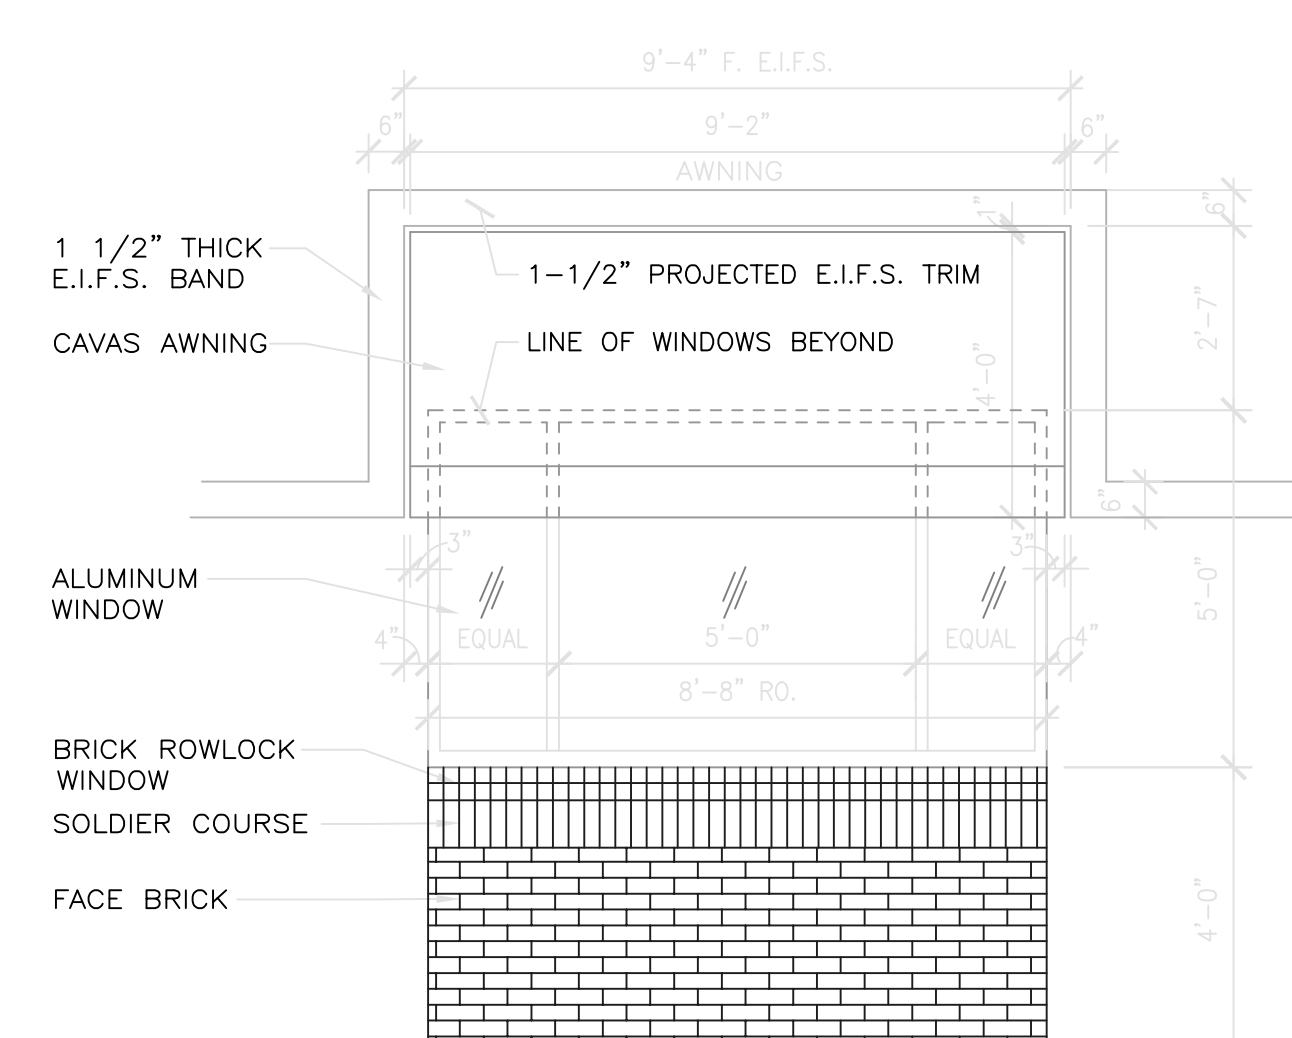 9'-4" F. E.I.F.S.
6"
9'-2"
6"
AWNING
1"
6"
1 1/2" THICK
E.I.F.S. BAND
1-1/2" PROJECTED E.I.F.S. TRIM
2'-7"
CAVAS AWNING
LINE OF WINDOWS BEYOND
4'-0"
6"
3"
3"
ALUMINUM
WINDOW
5'-0"
4"
EQUAL
5'-0"
EQUAL
4"
8'-8" RO.
BRICK ROWLOCK
WINDOW
SOLDIER COURSE
FACE BRICK
4'-0"